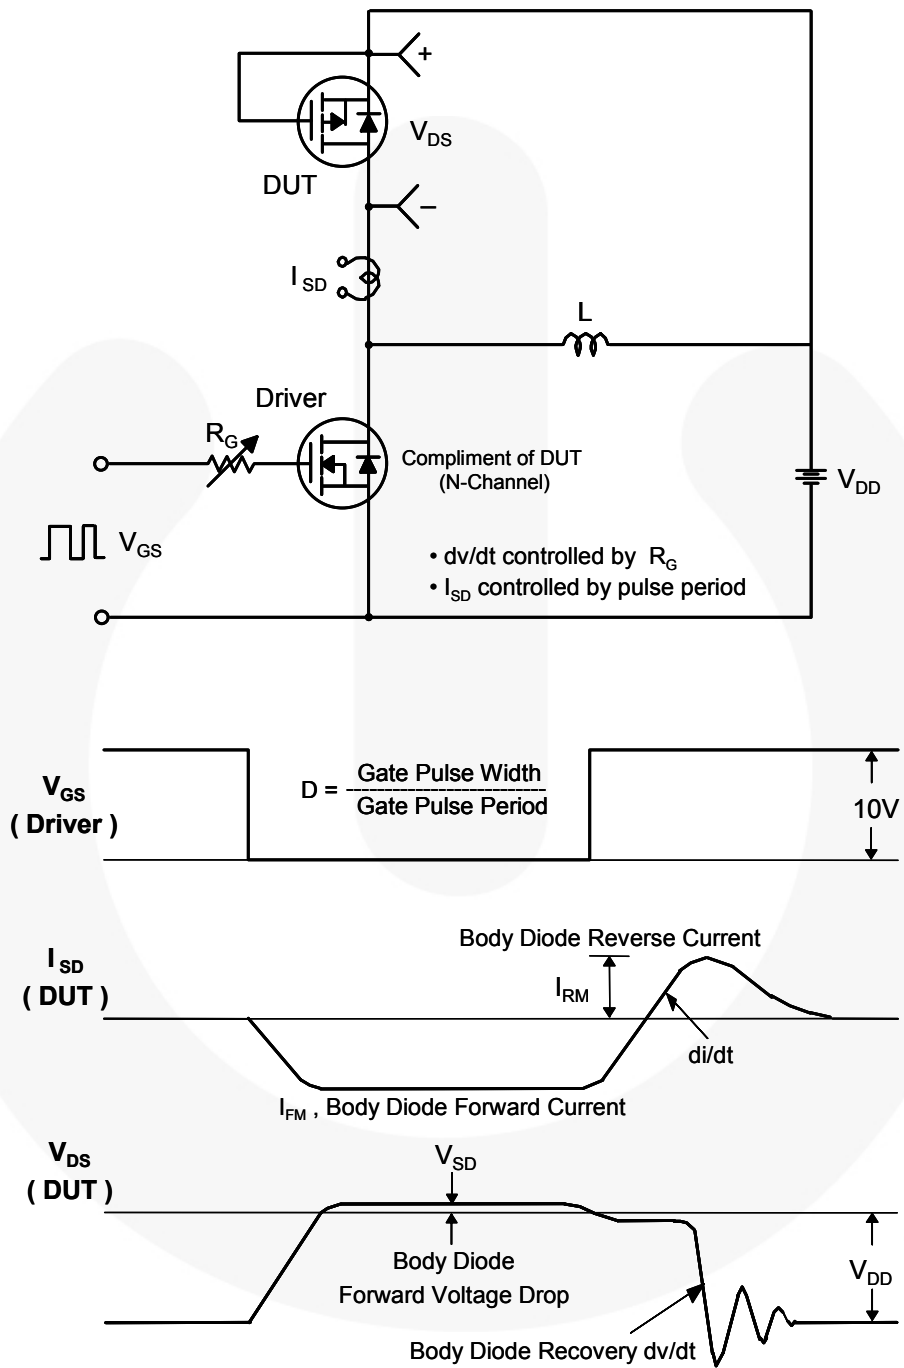 +
V_DS
DUT
−
I_SD
L
Driver
R_G
Compliment of DUT
(N-Channel)
V_DD
V_GS
• dv/dt controlled by R_G
• I_SD controlled by pulse period
V_GS
( Driver )
D = Gate Pulse Width
Gate Pulse Period
10V
I_SD
( DUT )
Body Diode Reverse Current
I_RM
di/dt
I_FM , Body Diode Forward Current
V_DS
( DUT )
V_SD
Body Diode
Forward Voltage Drop
V_DD
Body Diode Recovery dv/dt